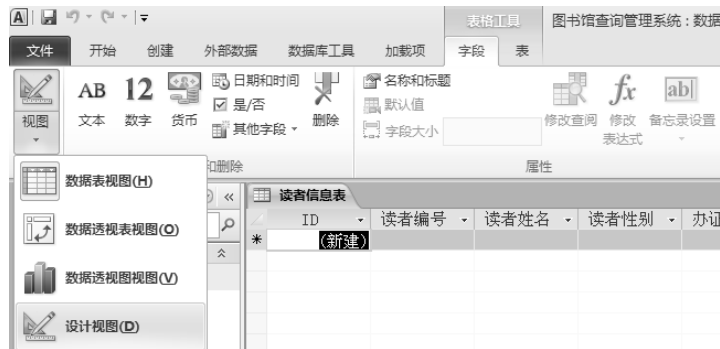 A
表格工具 图书馆查询管理系统 : 数据
文件 开始 创建 外部数据 数据库工具 加载项 字段 表
视图
AB 文本
12 数字
货币
日期和时间
是/否
其他字段
删除
名称和标题
默认值
字段大小
修改查阅
fx 修改表达式
ab| 备忘录设置
和删除 属性
数据表视图(H)
数据透视表视图(O)
数据透视图视图(V)
设计视图(D)
«
读者信息表
ID 读者编号 读者姓名 读者性别 办证
* (新建)